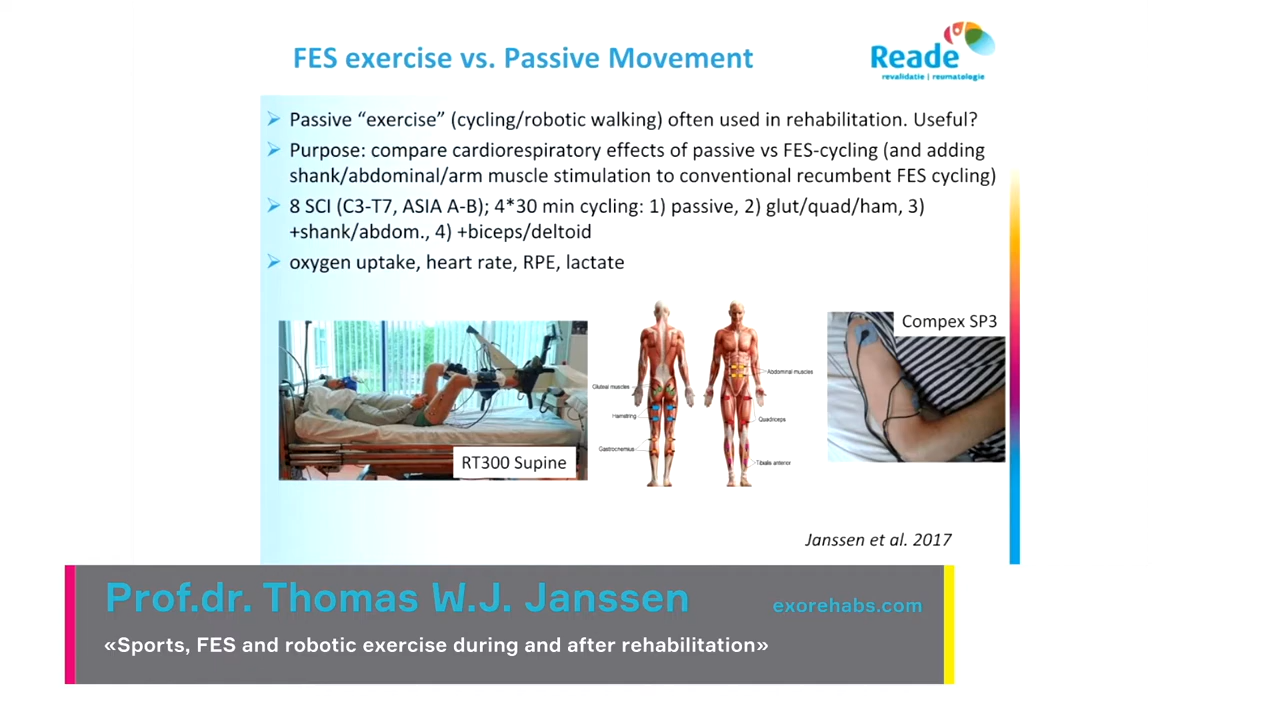 FES exercise vs. Passive Movement
Reade
revalidatie | reumatologie
Passive “exercise” (cycling/robotic walking) often used in rehabilitation. Useful?
Purpose: compare cardiorespiratory effects of passive vs FES-cycling (and adding
shank/abdominal/arm muscle stimulation to conventional recumbent FES cycling)
8 SCI (C3-T7, ASIA A-B); 4*30 min cycling: 1) passive, 2) glut/quad/ham, 3)
+shank/abdom., 4) +biceps/deltoid
oxygen uptake, heart rate, RPE, lactate
RT300 Supine
Gluteal muscles
Hamstring
Gastrochemius
Abdominal muscles
Quadriceps
Tibialis anterior
Compex SP3
Janssen et al. 2017
Prof.dr. Thomas W.J. Janssen
exorehabs.com
«Sports, FES and robotic exercise during and after rehabilitation»